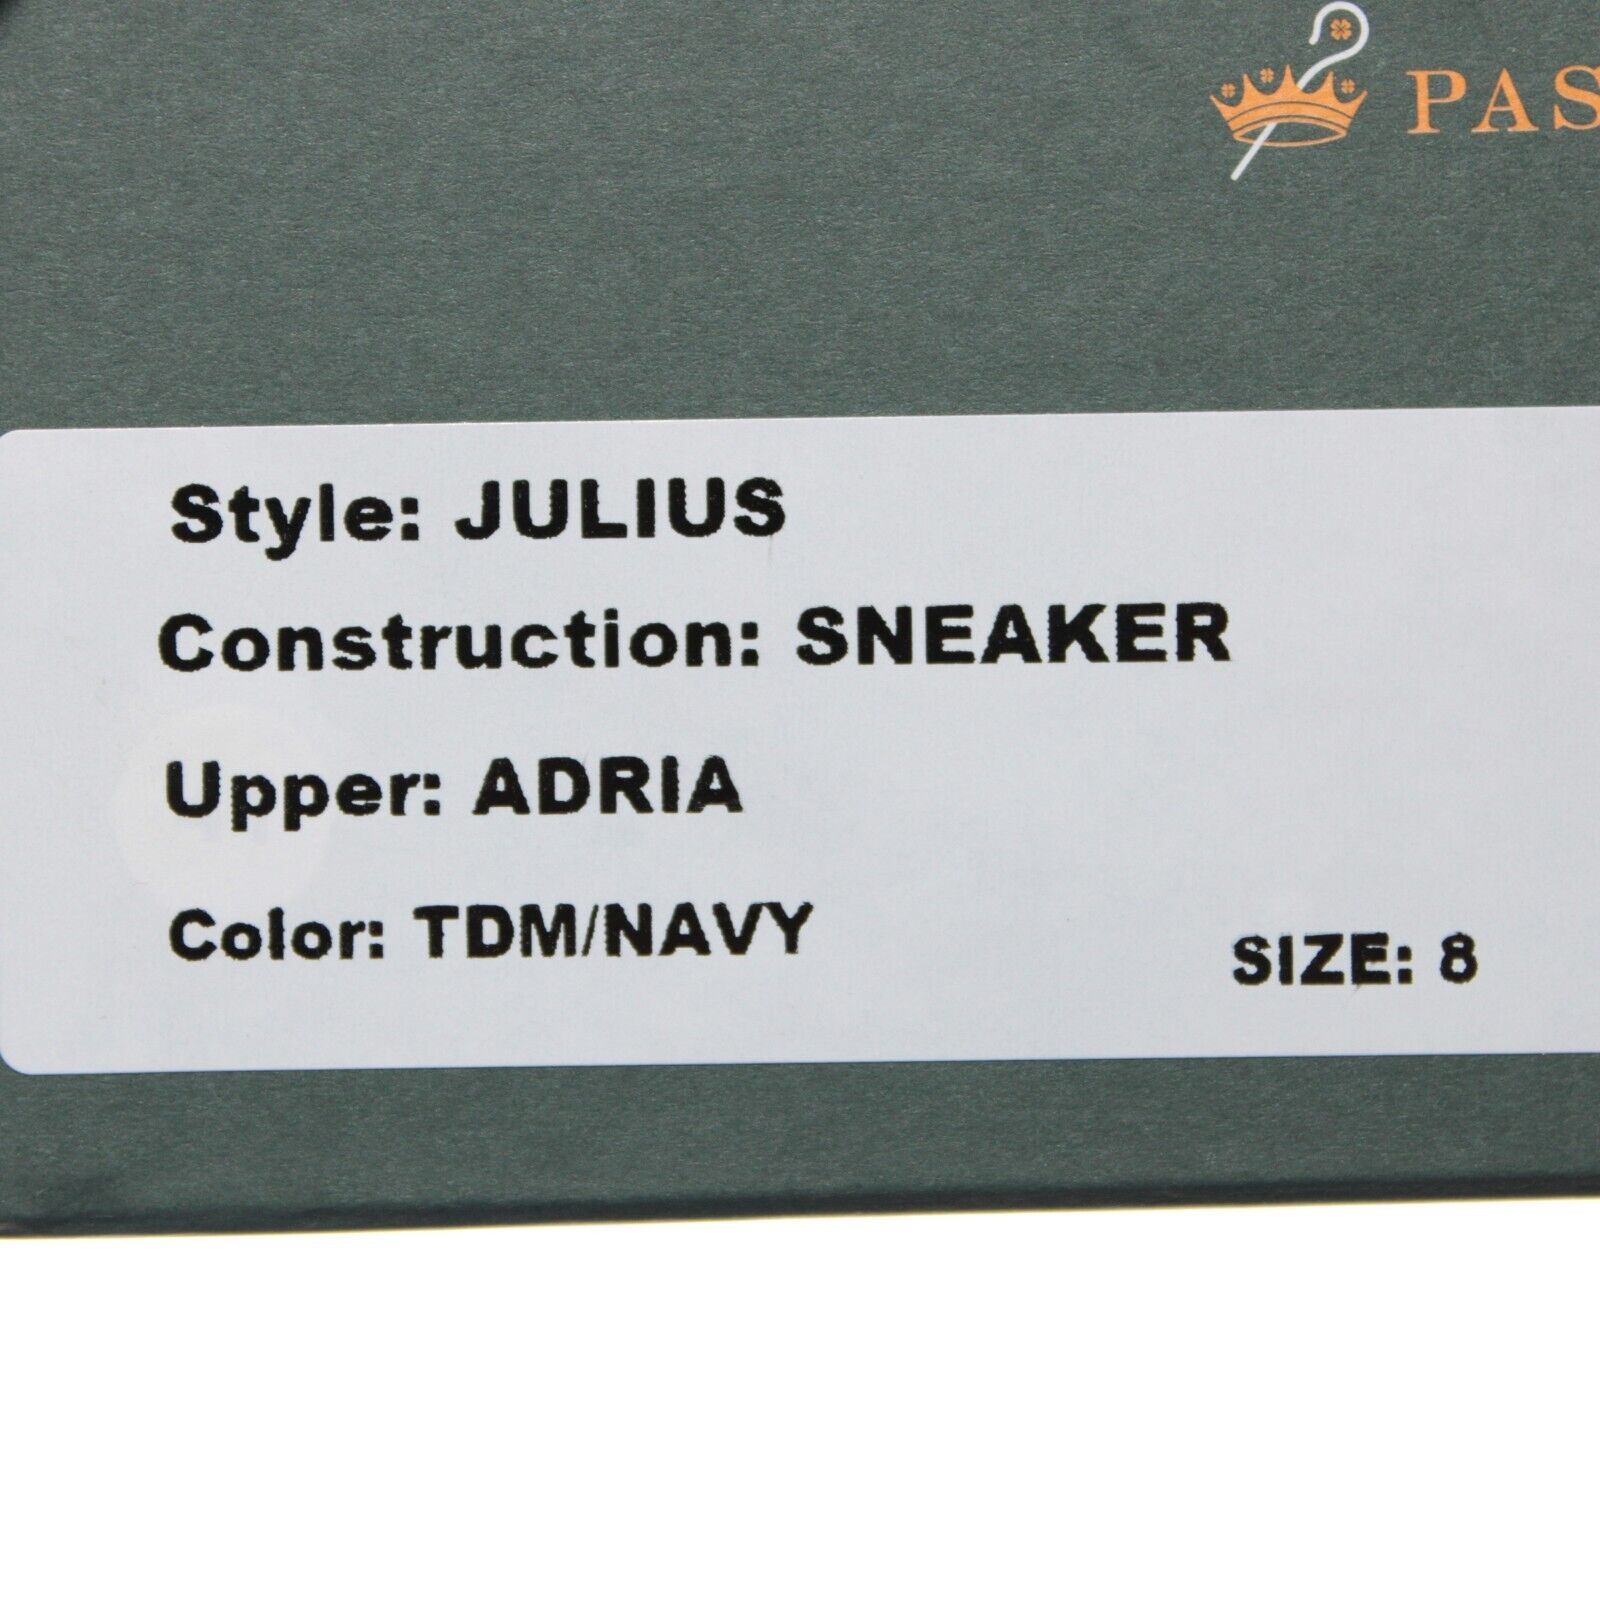 PAS
Style: JULIUS
Construction: SNEAKER
Upper: ADRIA
Color: TDM/NAVY
SIZE: 8